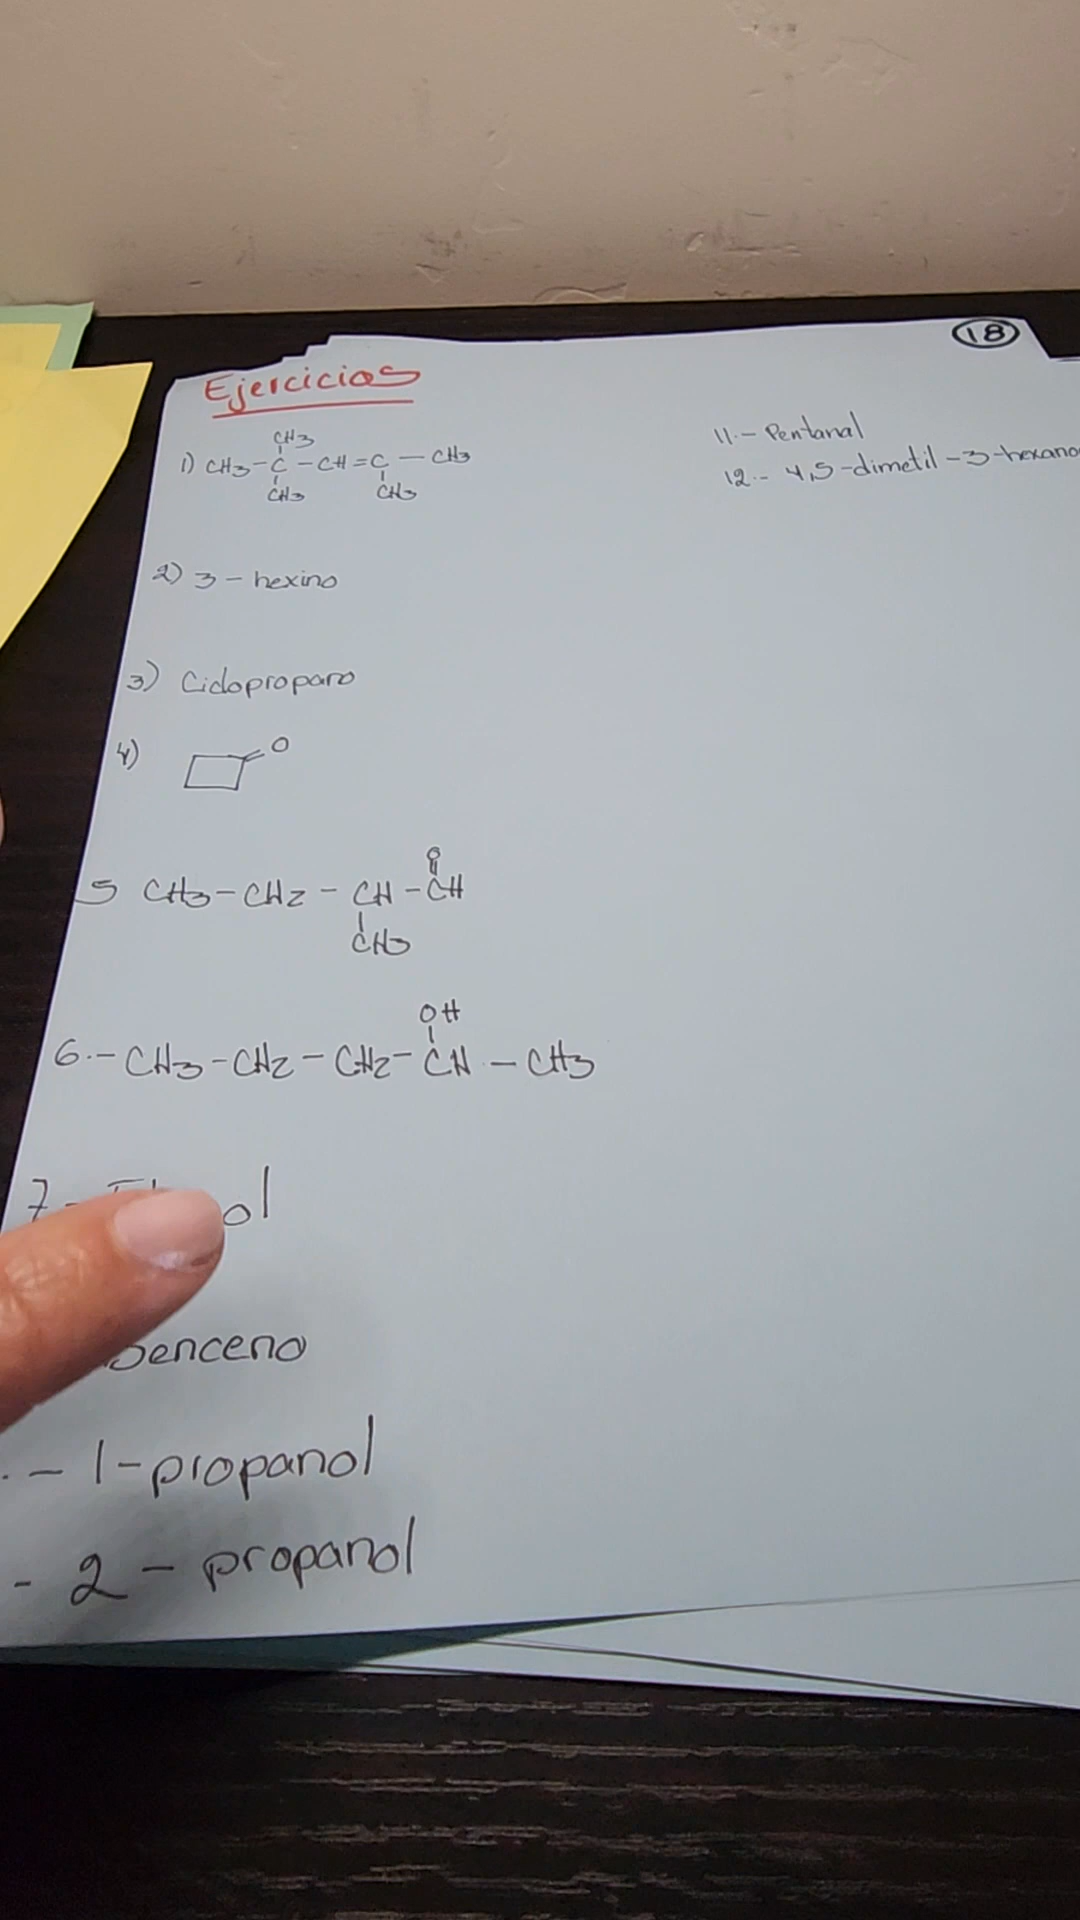 18
Ejercicios
CH3
1) CH3-C-CH=C-CH3
CH3 CH3
2) 3-hexino
3) Ciclopropano
4) O
O
5 CH3-CH2-CH-CH
CH3
OH
6.- CH3-CH2-CH2-CH-CH3
7-
- 1-propanol
- 2-propanol
11.- Pentanal
12.- 4,5-dimetil-3-hexano